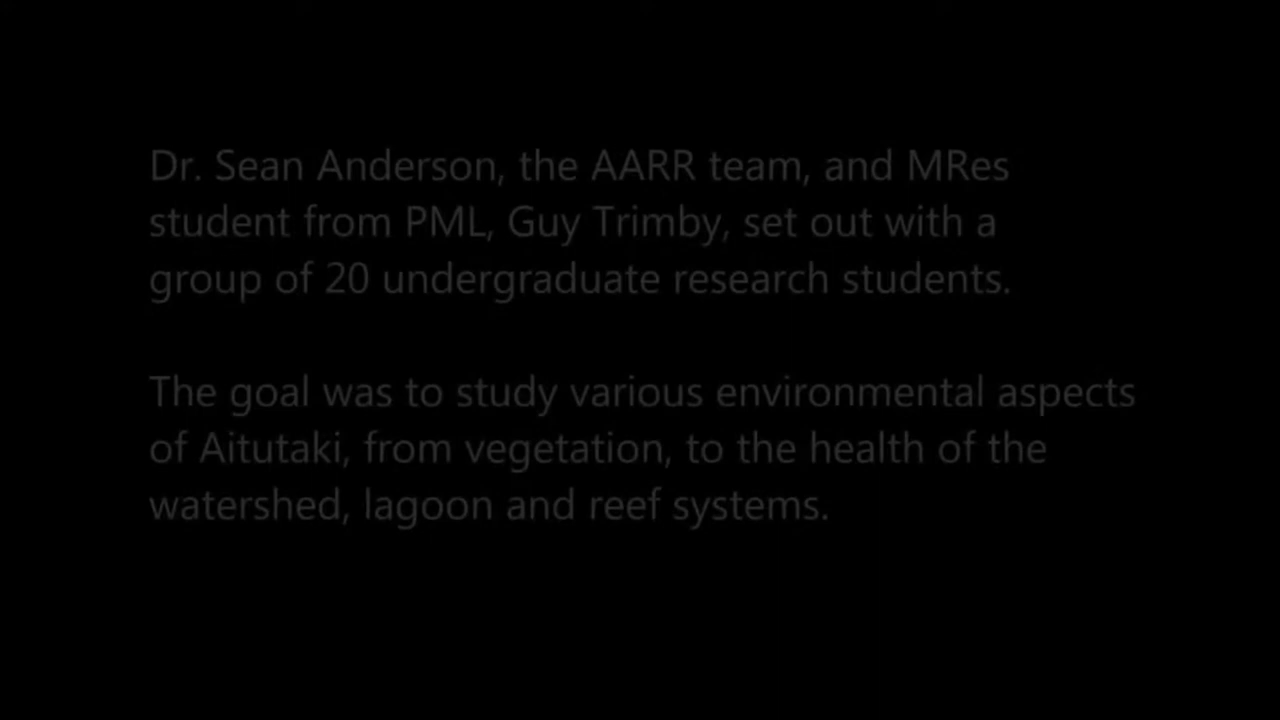 Dr. Sean Anderson, the AARR team, and MRes
student from PML, Guy Trimby, set out with a
group of 20 undergraduate research students.
The goal was to study various environmental aspects
of Aitutaki, from vegetation, to the health of the
watershed, lagoon and reef systems.